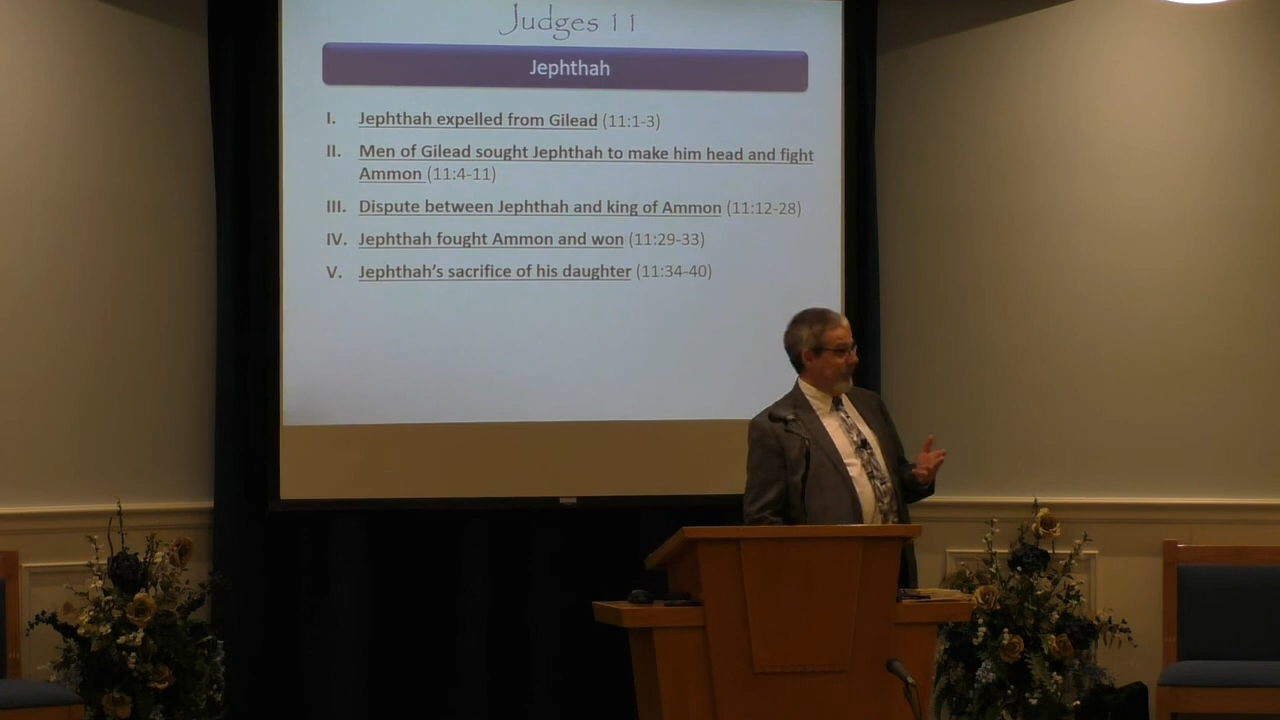 Judges 11
Jephthah
I. Jephthah expelled from Gilead (11:1-3)
II. Men of Gilead sought Jephthah to make him head and fight
Ammon (11:4-11)
III. Dispute between Jephthah and king of Ammon (11:12-28)
IV. Jephthah fought Ammon and won (11:29-33)
V. Jephthah’s sacrifice of his daughter (11:34-40)